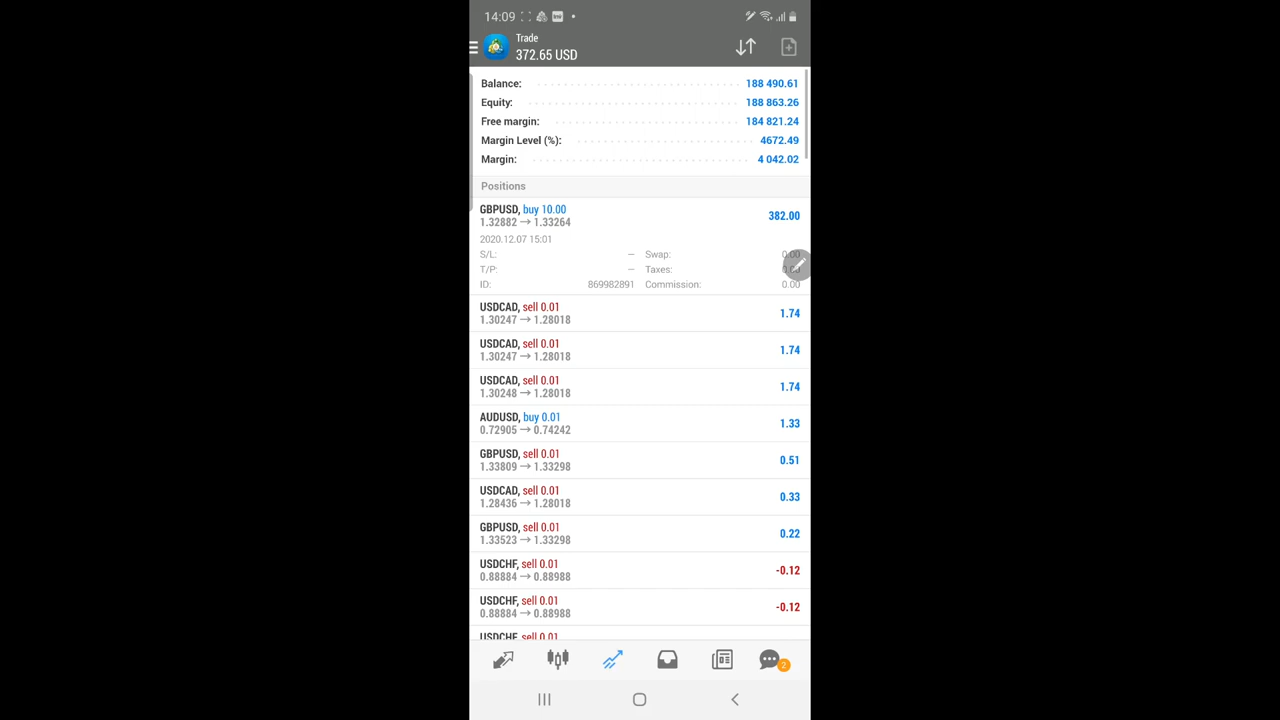 14:09
Trade
372.65 USD
Balance: 188 490.61
Equity: 188 863.26
Free margin: 184 821.24
Margin Level (%): 4672.49
Margin: 4 042.02
Positions
GBPUSD, buy 10.00
1.32882 → 1.33264 382.00
2020.12.07 15:01
S/L: – Swap: 0.00
T/P: – Taxes:
ID: 869982891 Commission: 0.00
USDCAD, sell 0.01
1.30247 → 1.28018 1.74
USDCAD, sell 0.01
1.30247 → 1.28018 1.74
USDCAD, sell 0.01
1.30248 → 1.28018 1.74
AUDUSD, buy 0.01
0.72905 → 0.74242 1.33
GBPUSD, sell 0.01
1.33809 → 1.33298 0.51
USDCAD, sell 0.01
1.28436 → 1.28018 0.33
GBPUSD, sell 0.01
1.33523 → 1.33298 0.22
USDCHF, sell 0.01
0.88884 → 0.88988 -0.12
USDCHF, sell 0.01
0.88884 → 0.88988 -0.12
USDCHF, sell 0.01
2